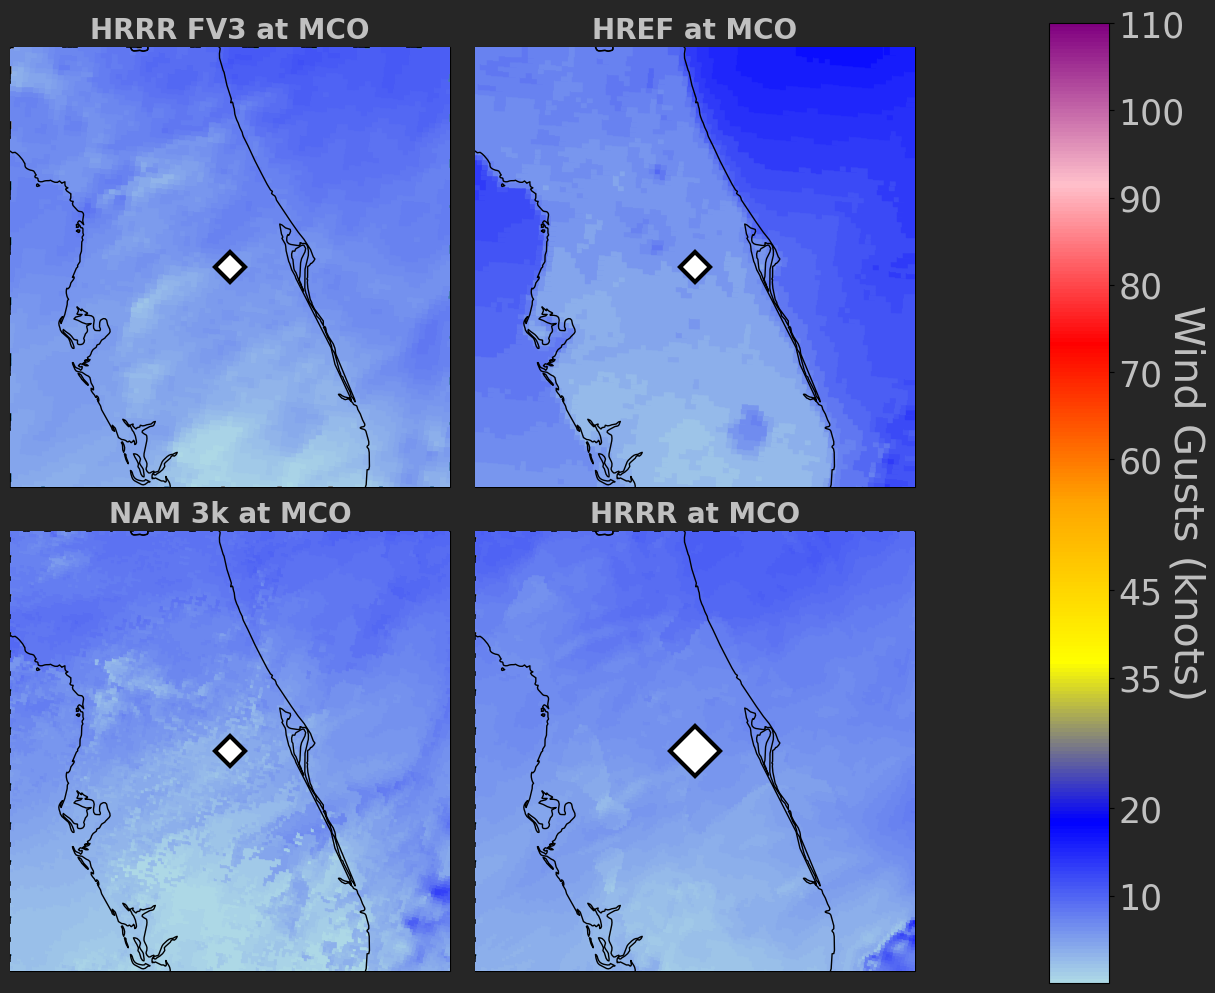 HRRR FV3 at MCO
HREF at MCO
NAM 3k at MCO
HRRR at MCO
110
100
90
80
70
60
45
35
20
10
Wind Gusts (knots)